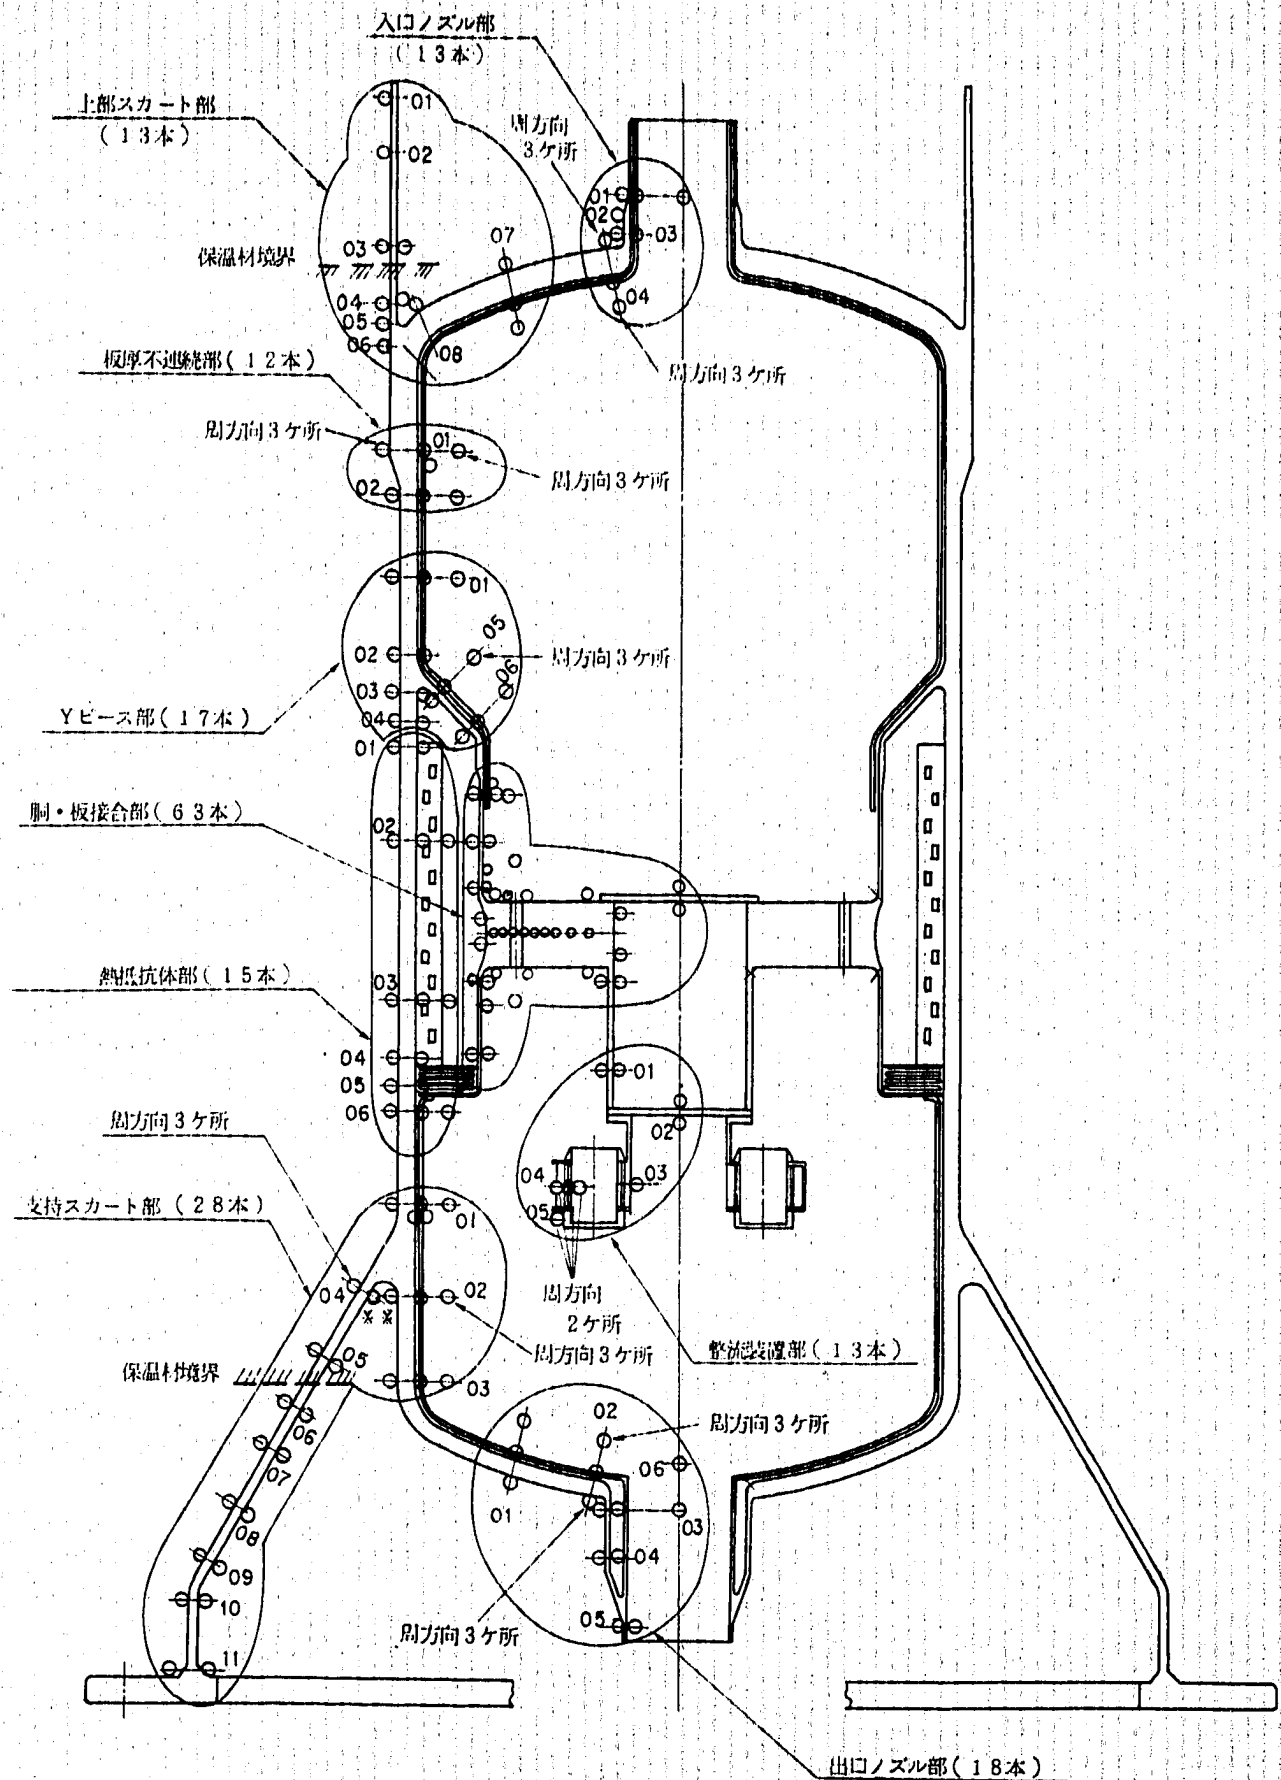 入口ノズル部
(13本)
上部スカート部
(13本)
周方向
3ケ所
01
02
01
02
03
03
07
保温材境界
04
04
05
06
08
板厚不連続部(12本)
周方向3ケ所
周方向3ケ所
01
周方向3ケ所
02
01
02
05
周方向3ケ所
06
03
04
Yピース部(17本)
01
胴・板接合部(63本)
02
熱抵抗体部(15本)
03
04
05
06
01
02
周方向3ケ所
04
03
05
支持スカート部(28本)
01
04
02
※ ※
周方向
2ケ所
周方向3ケ所
整流装置部(13本)
保温材境界
05
03
06
07
08
09
10
11
02
周方向3ケ所
06
01
03
04
05
周方向3ケ所
出口ノズル部(18本)